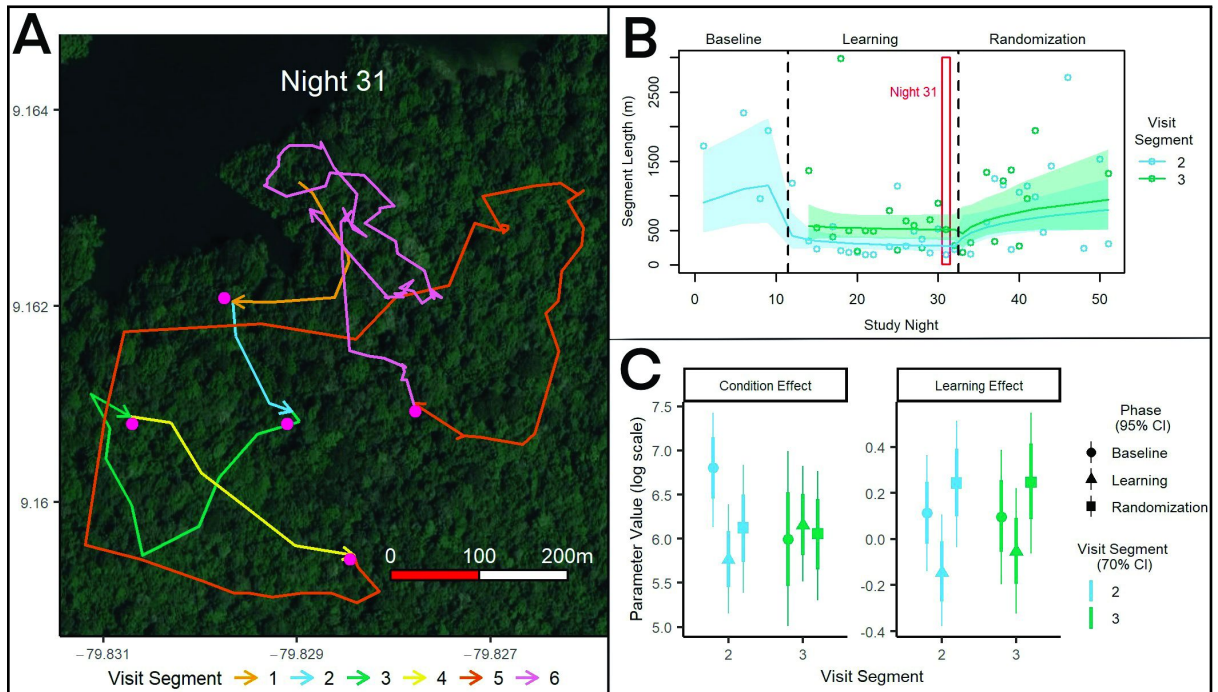 A
Night 31
9.164
9.162
9.16
0 100 200m
−79.831 −79.829 −79.827
Visit Segment 1 2 3 4 5 6
B
Baseline Learning Randomization
Segment Length (m)
2500
1500
500
0
Night 31
0 10 20 30 40 50
Study Night
Visit
Segment
2
3
C
Condition Effect
Learning Effect
Parameter Value (log scale)
7.5
7.0
6.5
6.0
5.5
5.0
0.4
0.2
0.0
-0.2
-0.4
2 3
2 3
Visit Segment
Phase
(95% CI)
Baseline
Learning
Randomization
Visit Segment
(70% CI)
2
3